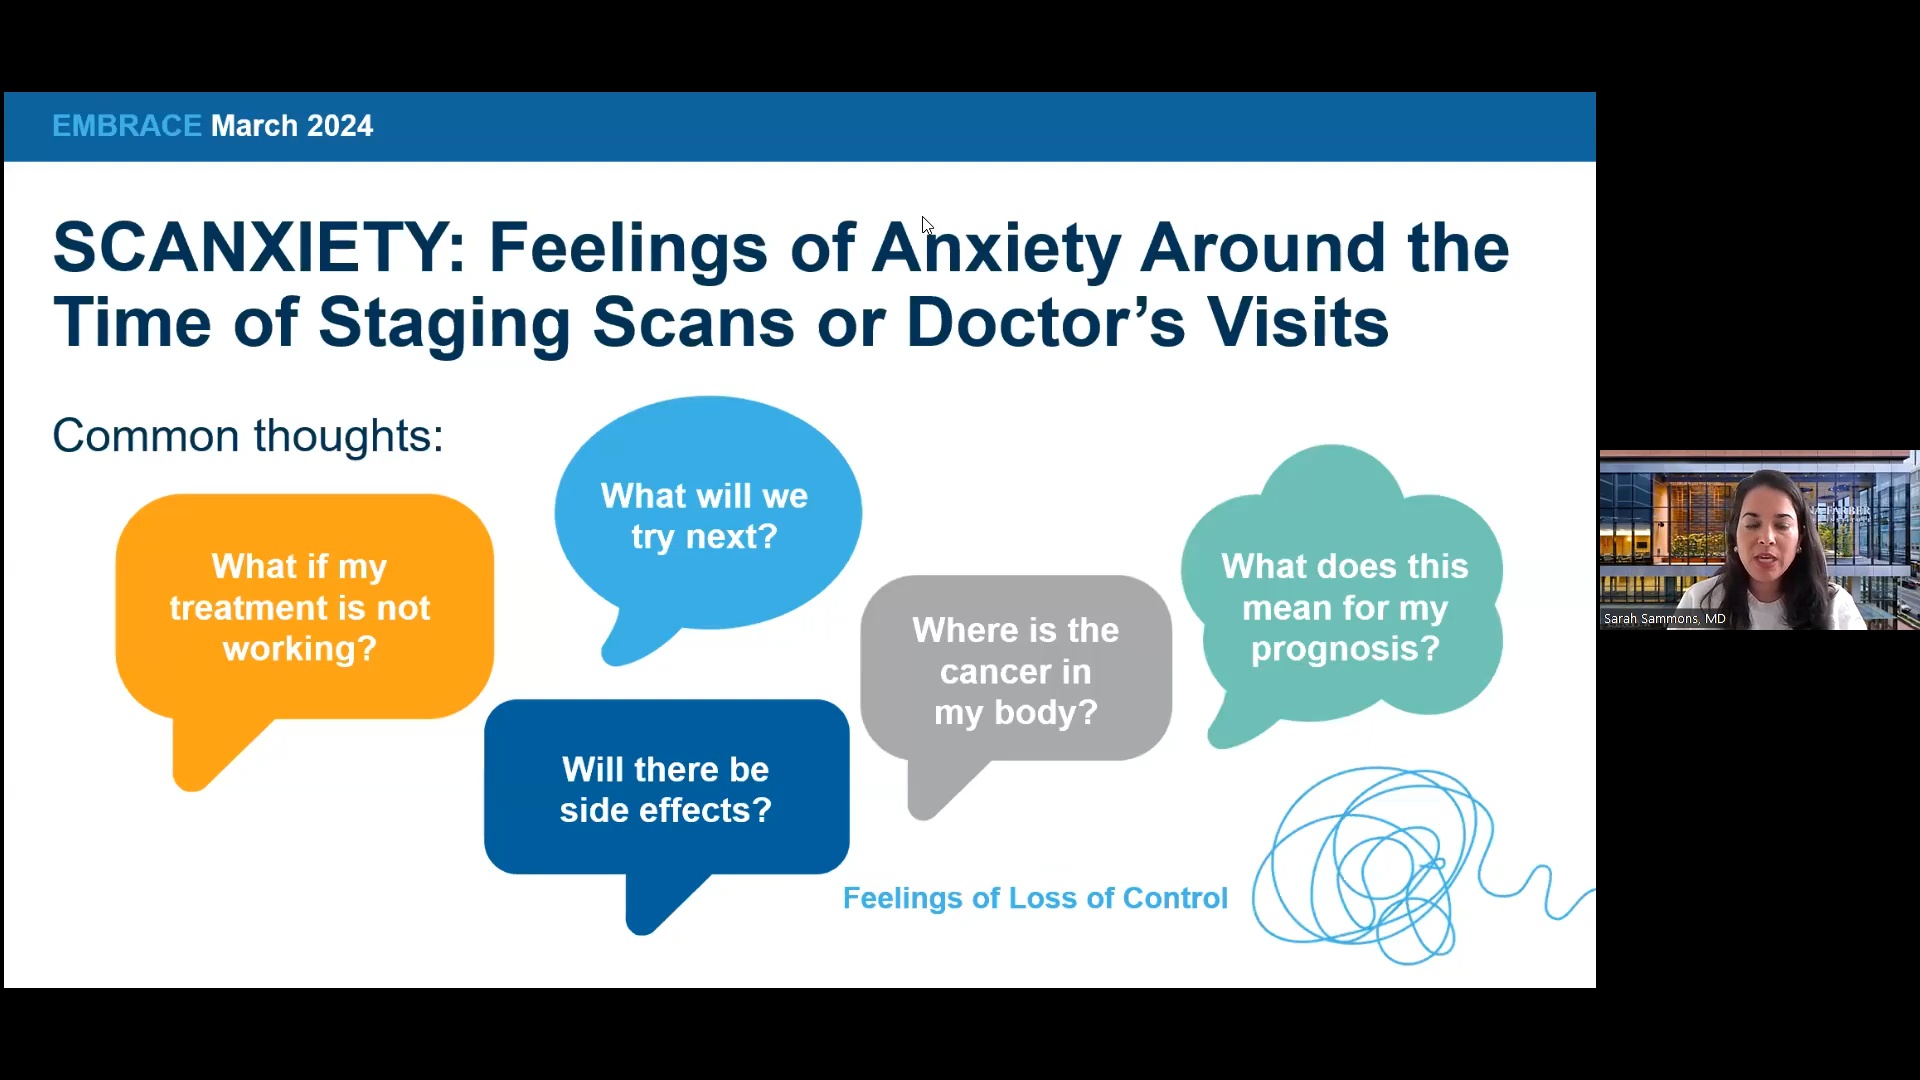 EMBRACE March 2024
SCANXIETY: Feelings of Anxiety Around the
Time of Staging Scans or Doctor’s Visits
Common thoughts:
What if my
treatment is not
working?
What will we
try next?
Will there be
side effects?
Where is the
cancer in
my body?
What does this
mean for my
prognosis?
Feelings of Loss of Control
Sarah Sammons, MD